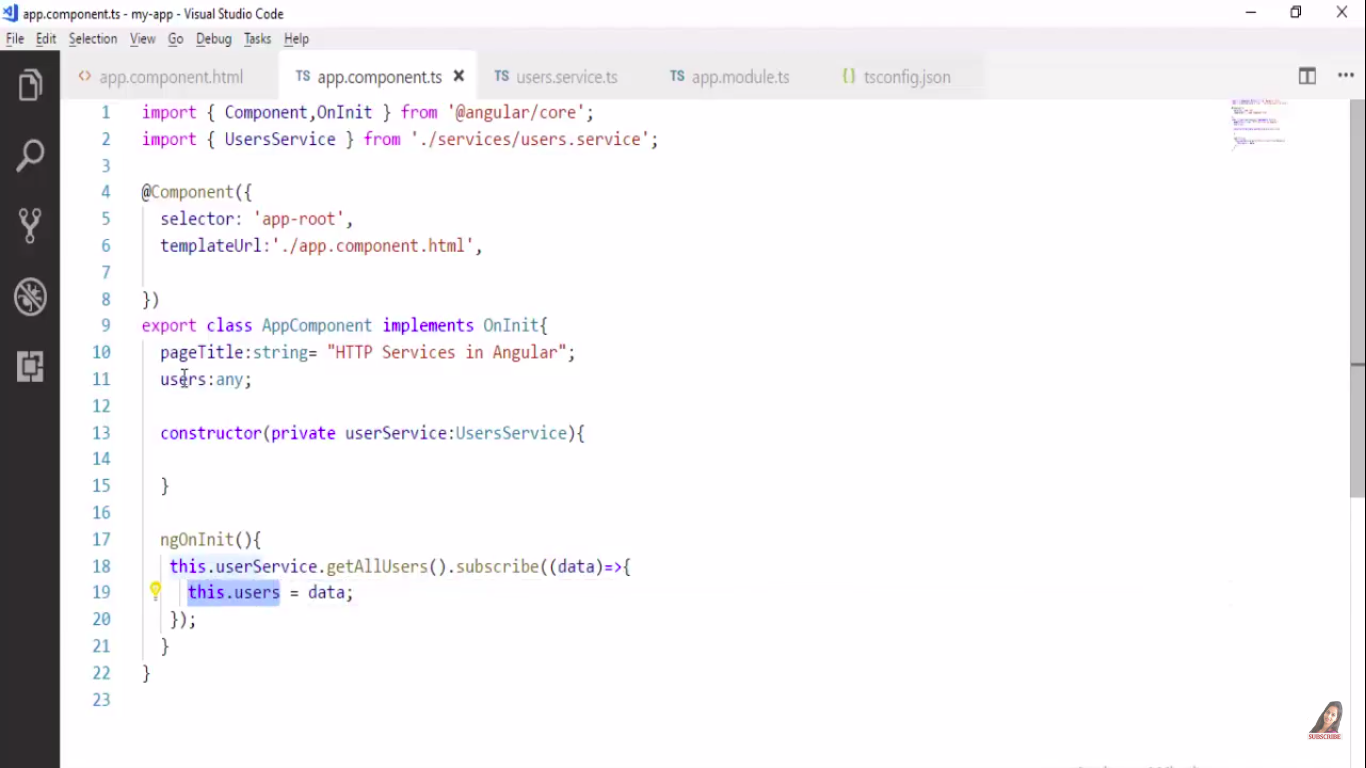 app.component.ts - my-app - Visual Studio Code
File Edit Selection View Go Debug Tasks Help
<> app.component.html TS app.component.ts × TS users.service.ts TS app.module.ts {} tsconfig.json
1 import { Component,OnInit } from '@angular/core';
2 import { UsersService } from './services/users.service';
3
4 @Component({
5 selector: 'app-root',
6 templateUrl:'./app.component.html',
7
8 })
9 export class AppComponent implements OnInit{
10 pageTitle:string= "HTTP Services in Angular";
11 users:any;
12
13 constructor(private userService:UsersService){
14
15 }
16
17 ngOnInit(){
18 this.userService.getAllUsers().subscribe((data)=>{
19 this.users = data;
20 });
21 }
22 }
23
SUBSCRIBE